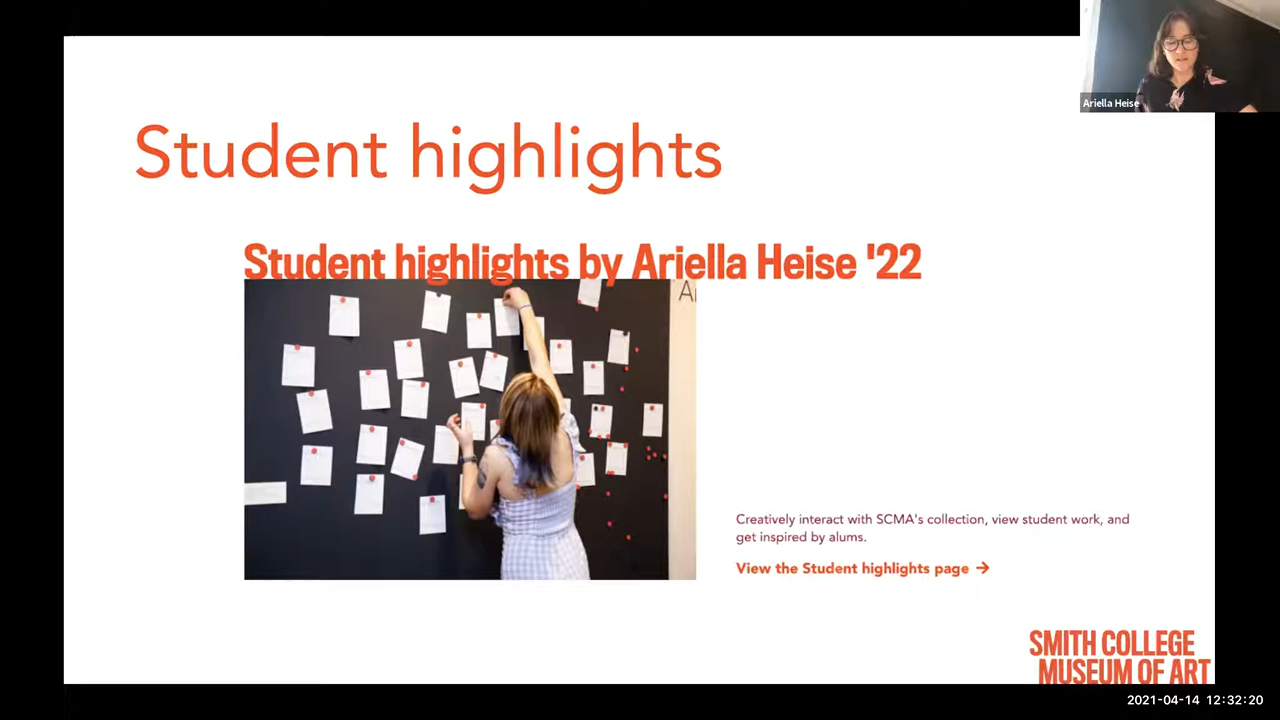 Ariella Heise
Student highlights
Student highlights by Ariella Heise '22
A
Creatively interact with SCMA's collection, view student work, and
get inspired by alums.
View the Student highlights page →
SMITH COLLEGE
MUSEUM OF ART
2021-04-14 12:32:20